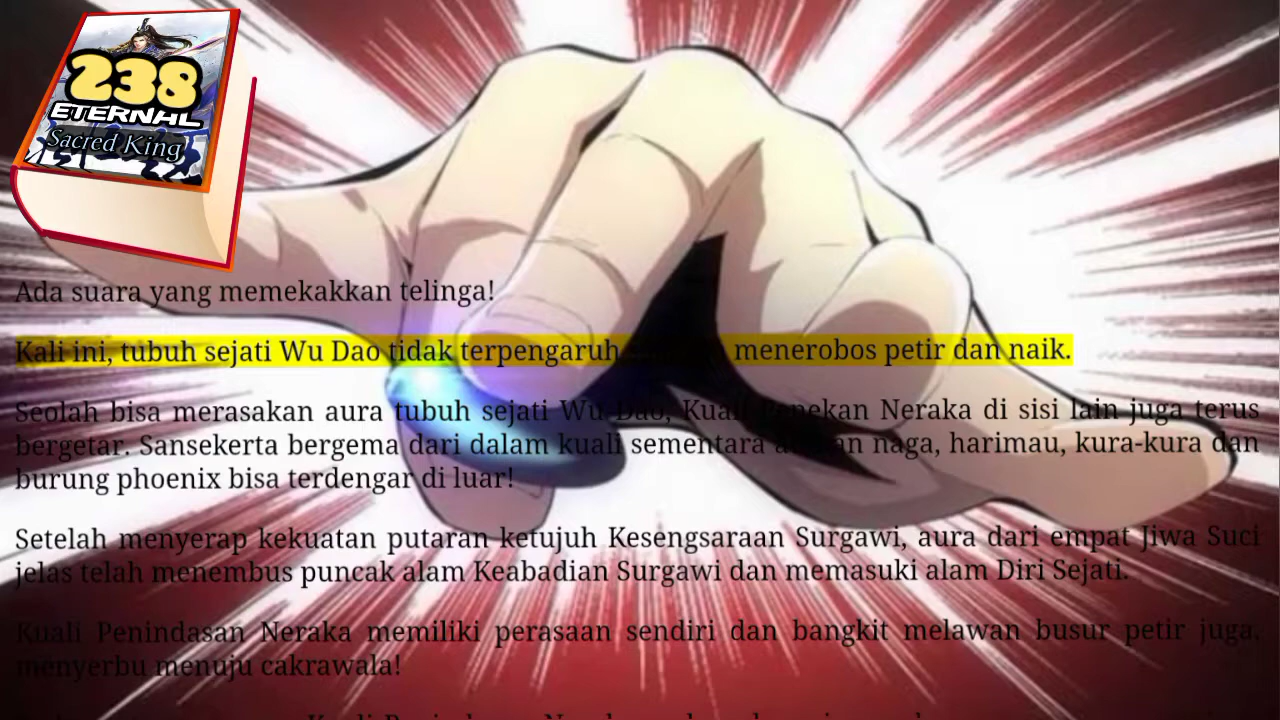 238
ETERNAL
Sacred King
Ada suara yang memekakkan telinga!
Kali ini, tubuh sejati Wu Dao tidak terpengaruh menerobos petir dan naik.
Seolah bisa merasakan aura tubuh sejati Wu Dao, Kuali Penekan Neraka di sisi lain juga terus
bergetar. Sansekerta bergema dari dalam kuali sementara naga, harimau, kura-kura dan
burung phoenix bisa terdengar di luar!
Setelah menyerap kekuatan putaran ketujuh Kesengsaraan Surgawi, aura dari empat Jiwa Suci
jelas telah menembus puncak alam Keabadian Surgawi dan memasuki alam Diri Sejati.
Kuali Penindasan Neraka memiliki perasaan sendiri dan bangkit melawan busur petir juga,
menyerbu menuju cakrawala!